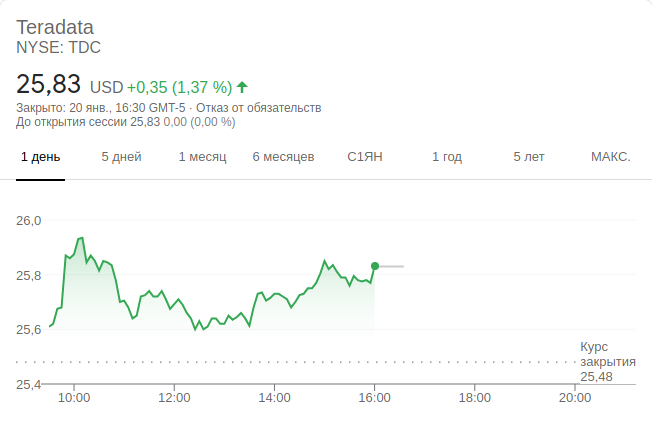 Teradata
NYSE: TDC
25,83 USD +0,35 (1,37 %)
Закрыто: 20 янв., 16:30 GMT-5 · Отказ от обязательств
До открытия сессии 25,83 0,00 (0,00 %)
1 день 5 дней 1 месяц 6 месяцев С1ЯН 1 год 5 лет МАКС.
26,0
25,8
25,6
Курс
закрытия
25,48
25,4
10:00 12:00 14:00 16:00 18:00 20:00